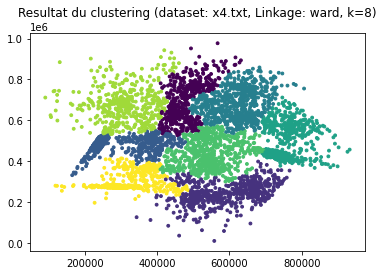 Resultat du clustering (dataset: x4.txt, Linkage: ward, k=8)
1e6
1.0
0.8
0.6
0.4
0.2
0.0
200000 400000 600000 800000